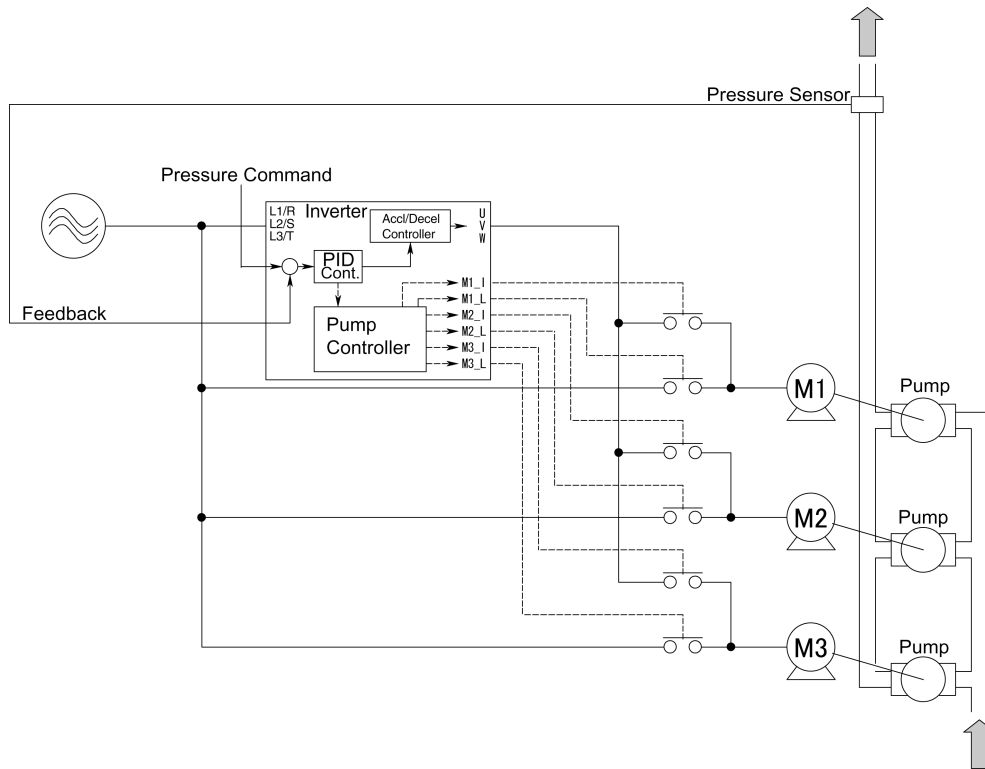 Pressure Sensor
Pressure Command
L1/R
L2/S
L3/T
Inverter
Accl/Decel
Controller
U
V
W
PID
Cont.
Feedback
Pump
Controller
M1_I
M1_L
M2_I
M2_L
M3_I
M3_L
M1
Pump
M2
Pump
M3
Pump